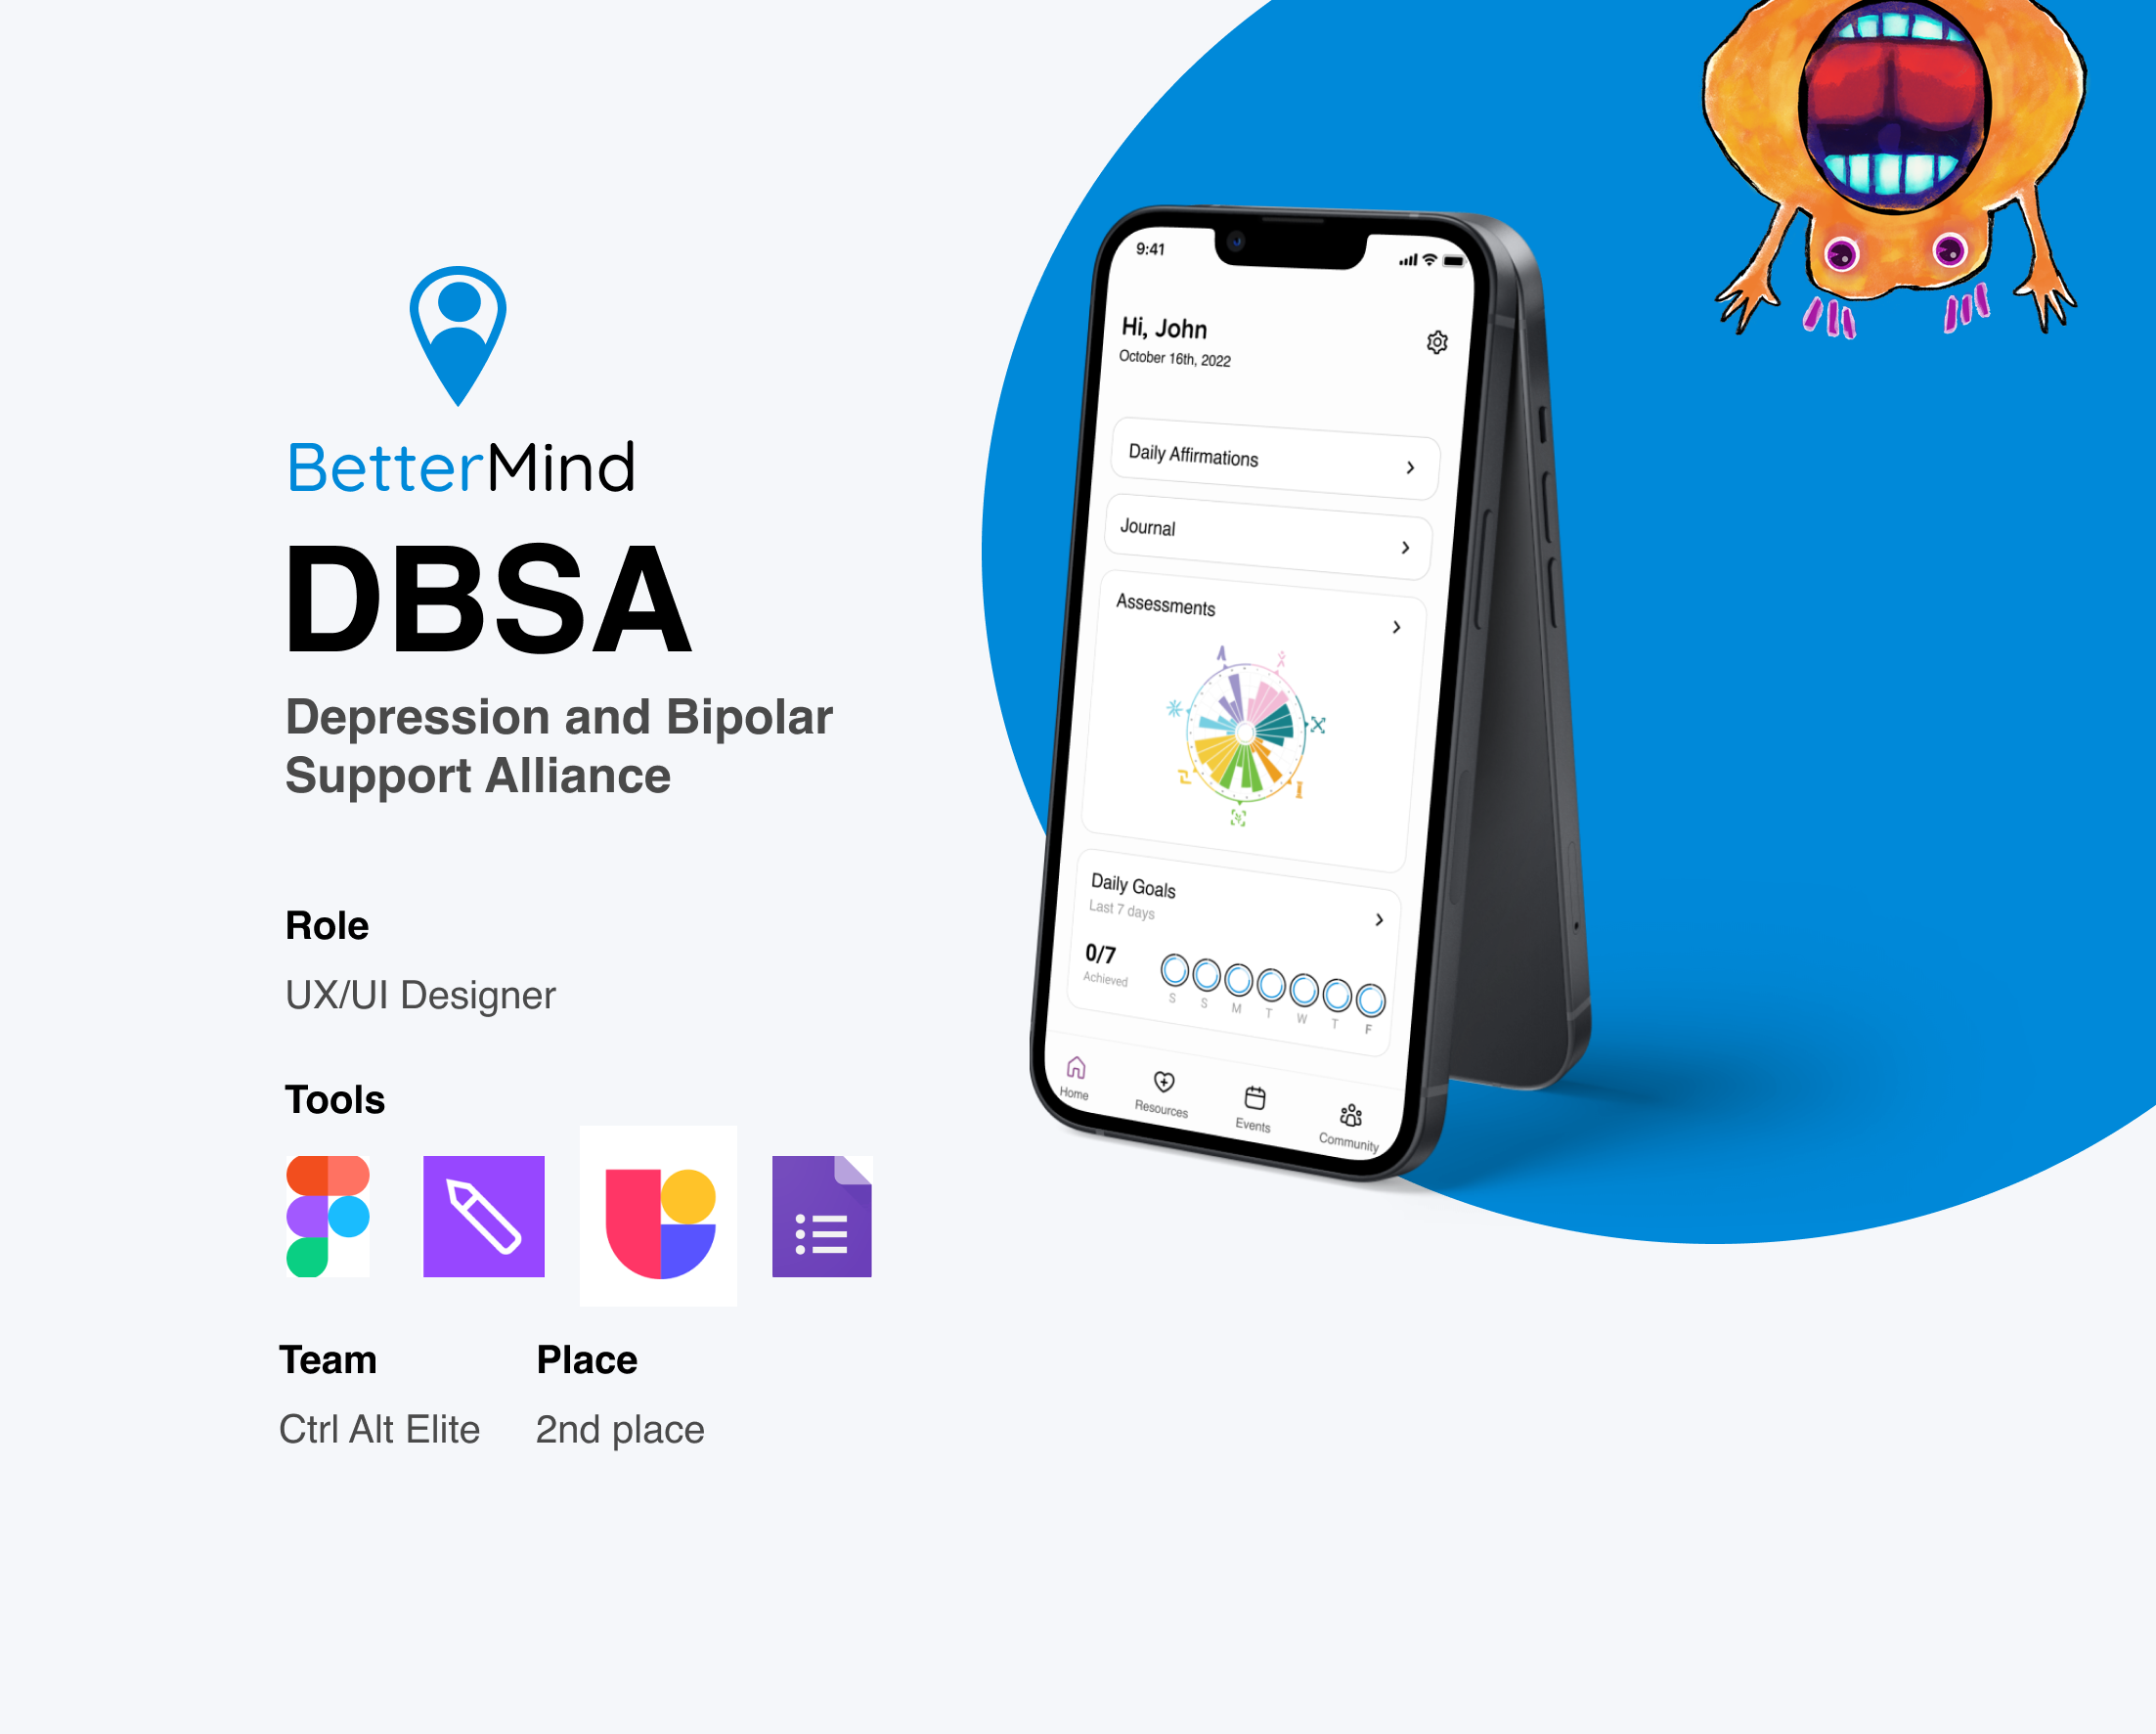 BetterMind
DBSA
Depression and Bipolar
Support Alliance
Role
UX/UI Designer
Tools
Team
Ctrl Alt Elite
Place
2nd place
9:41
Hi, John
October 16th, 2022
Daily Affirmations
Journal
Assessments
Daily Goals
Last 7 days
0/7
Achieved
S S M T W T F
Home
Resources
Events
Community